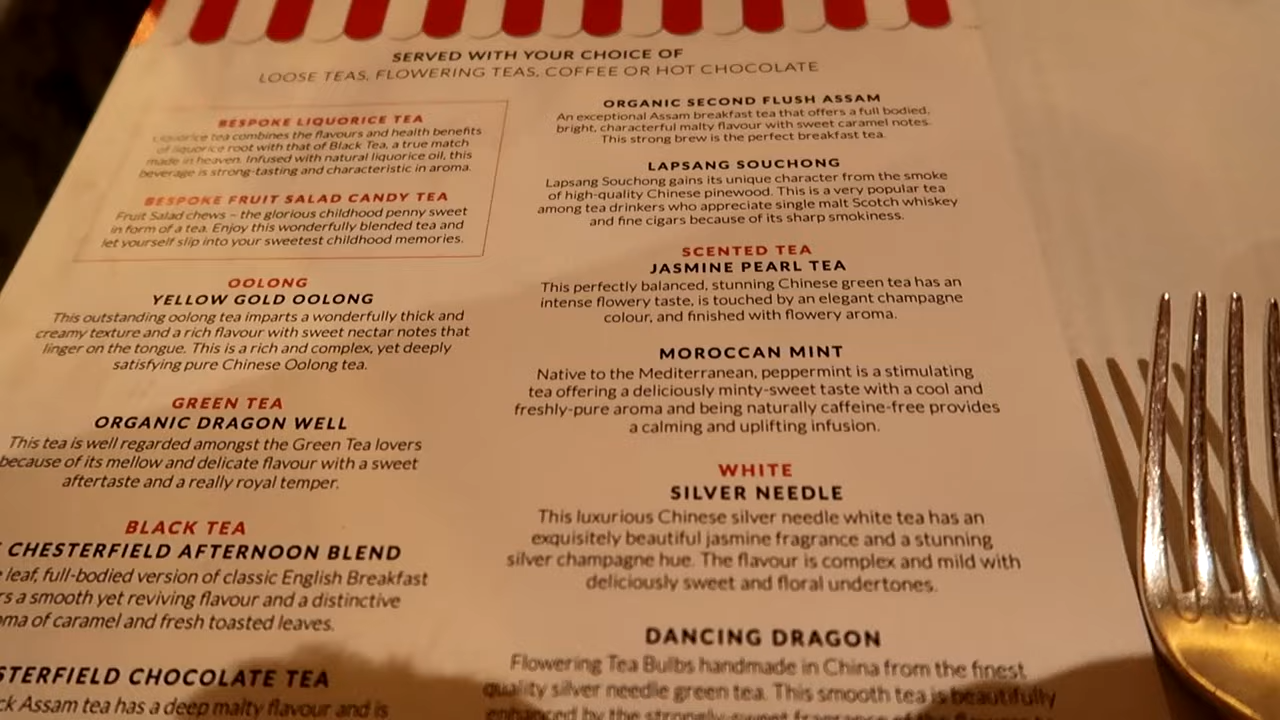 SERVED WITH YOUR CHOICE OF
LOOSE TEAS, FLOWERING TEAS, COFFEE OR HOT CHOCOLATE
BESPOKE LIQUORICE TEA
Liquorice tea combines the flavours and health benefits
of liquorice root with that of Black Tea, a true match
made in heaven. Infused with natural liquorice oil, this
beverage is strong-tasting and characteristic in aroma.
BESPOKE FRUIT SALAD CANDY TEA
Fruit Salad chews – the glorious childhood penny sweet
in form of a tea. Enjoy this wonderfully blended tea and
let yourself slip into your sweetest childhood memories.
OOLONG
YELLOW GOLD OOLONG
This outstanding oolong tea imparts a wonderfully thick and
creamy texture and a rich flavour with sweet nectar notes that
linger on the tongue. This is a rich and complex, yet deeply
satisfying pure Chinese Oolong tea.
GREEN TEA
ORGANIC DRAGON WELL
This tea is well regarded amongst the Green Tea lovers
because of its mellow and delicate flavour with a sweet
aftertaste and a really royal temper.
BLACK TEA
CHESTERFIELD AFTERNOON BLEND
leaf, full-bodied version of classic English Breakfast
rs a smooth yet reviving flavour and a distinctive
oma of caramel and fresh toasted leaves.
STERFIELD CHOCOLATE TEA
ck Assam tea has a deep malty flavour and is
ORGANIC SECOND FLUSH ASSAM
An exceptional Assam breakfast tea that offers a full bodied,
bright, characterful malty flavour with sweet caramel notes.
This strong brew is the perfect breakfast tea.
LAPSANG SOUCHONG
Lapsang Souchong gains its unique character from the smoke
of high-quality Chinese pinewood. This is a very popular tea
among tea drinkers who appreciate single malt Scotch whiskey
and fine cigars because of its sharp smokiness.
SCENTED TEA
JASMINE PEARL TEA
This perfectly balanced, stunning Chinese green tea has an
intense flowery taste, is touched by an elegant champagne
colour, and finished with flowery aroma.
MOROCCAN MINT
Native to the Mediterranean, peppermint is a stimulating
tea offering a deliciously minty-sweet taste with a cool and
freshly-pure aroma and being naturally caffeine-free provides
a calming and uplifting infusion.
WHITE
SILVER NEEDLE
This luxurious Chinese silver needle white tea has an
exquisitely beautiful jasmine fragrance and a stunning
silver champagne hue. The flavour is complex and mild with
deliciously sweet and floral undertones.
DANCING DRAGON
Flowering Tea Bulbs handmade in China from the finest
quality silver needle green tea. This smooth tea is beautifully
enhanced by the strongly-sweet fragrance of the